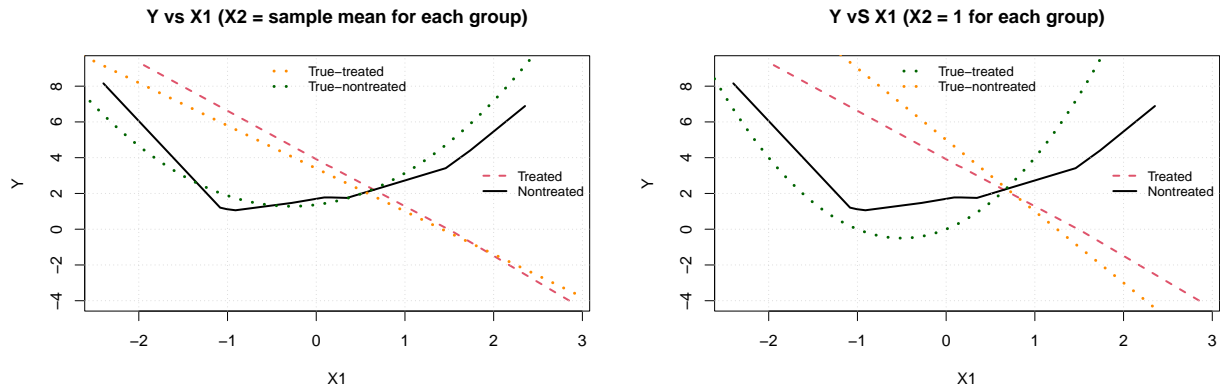 Y vs X1 (X2 = sample mean for each group)
8
6
4
2
0
−2
−4
Y
True−treated
True−nontreated
Treated
Nontreated
−2 −1 0 1 2 3
X1
Y vS X1 (X2 = 1 for each group)
8
6
4
2
0
−2
−4
Y
True−treated
True−nontreated
Treated
Nontreated
−2 −1 0 1 2 3
X1